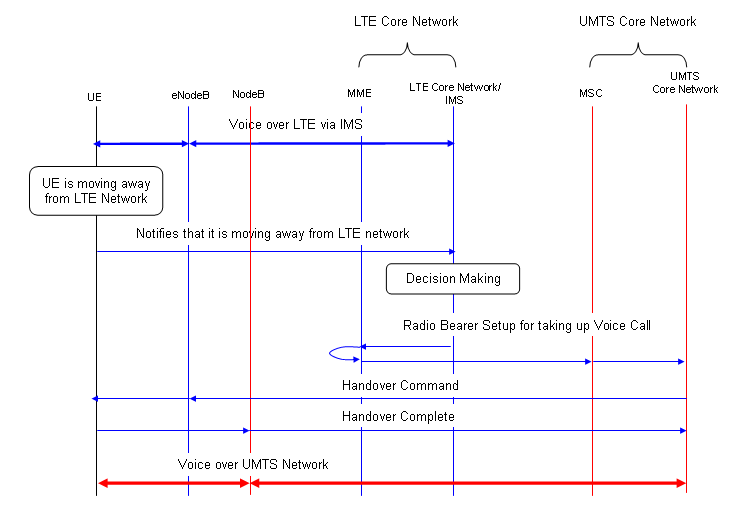 LTE Core Network
UMTS Core Network
UE
eNodeB
NodeB
MME
LTE Core Network/
IMS
MSC
UMTS
Core Network
Voice over LTE via IMS
UE is moving away
from LTE Network
Notifies that it is moving away from LTE network
Decision Making
Radio Bearer Setup for taking up Voice Call
Handover Command
Handover Complete
Voice over UMTS Network